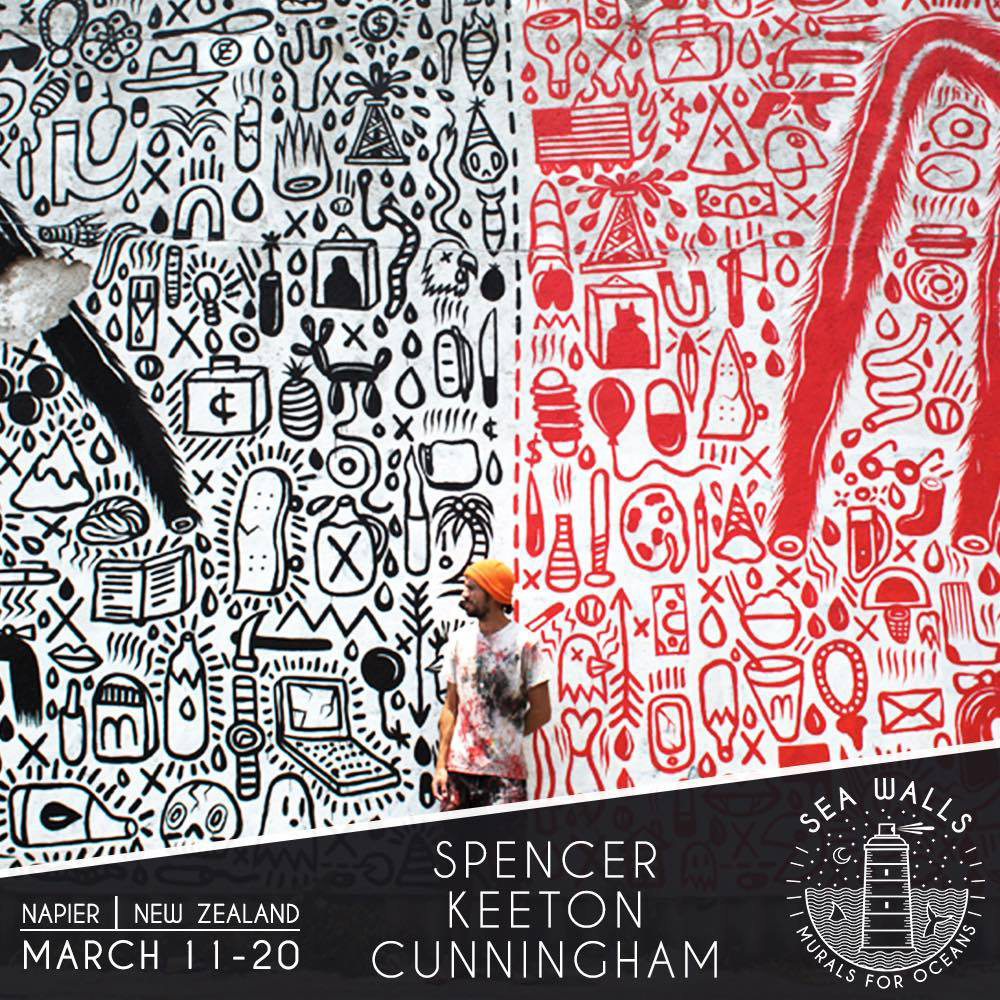 SPENCER
KEETON
CUNNINGHAM
NAPIER | NEW ZEALAND
MARCH 11-20
SEA WALLS
MURALS FOR OCEANS